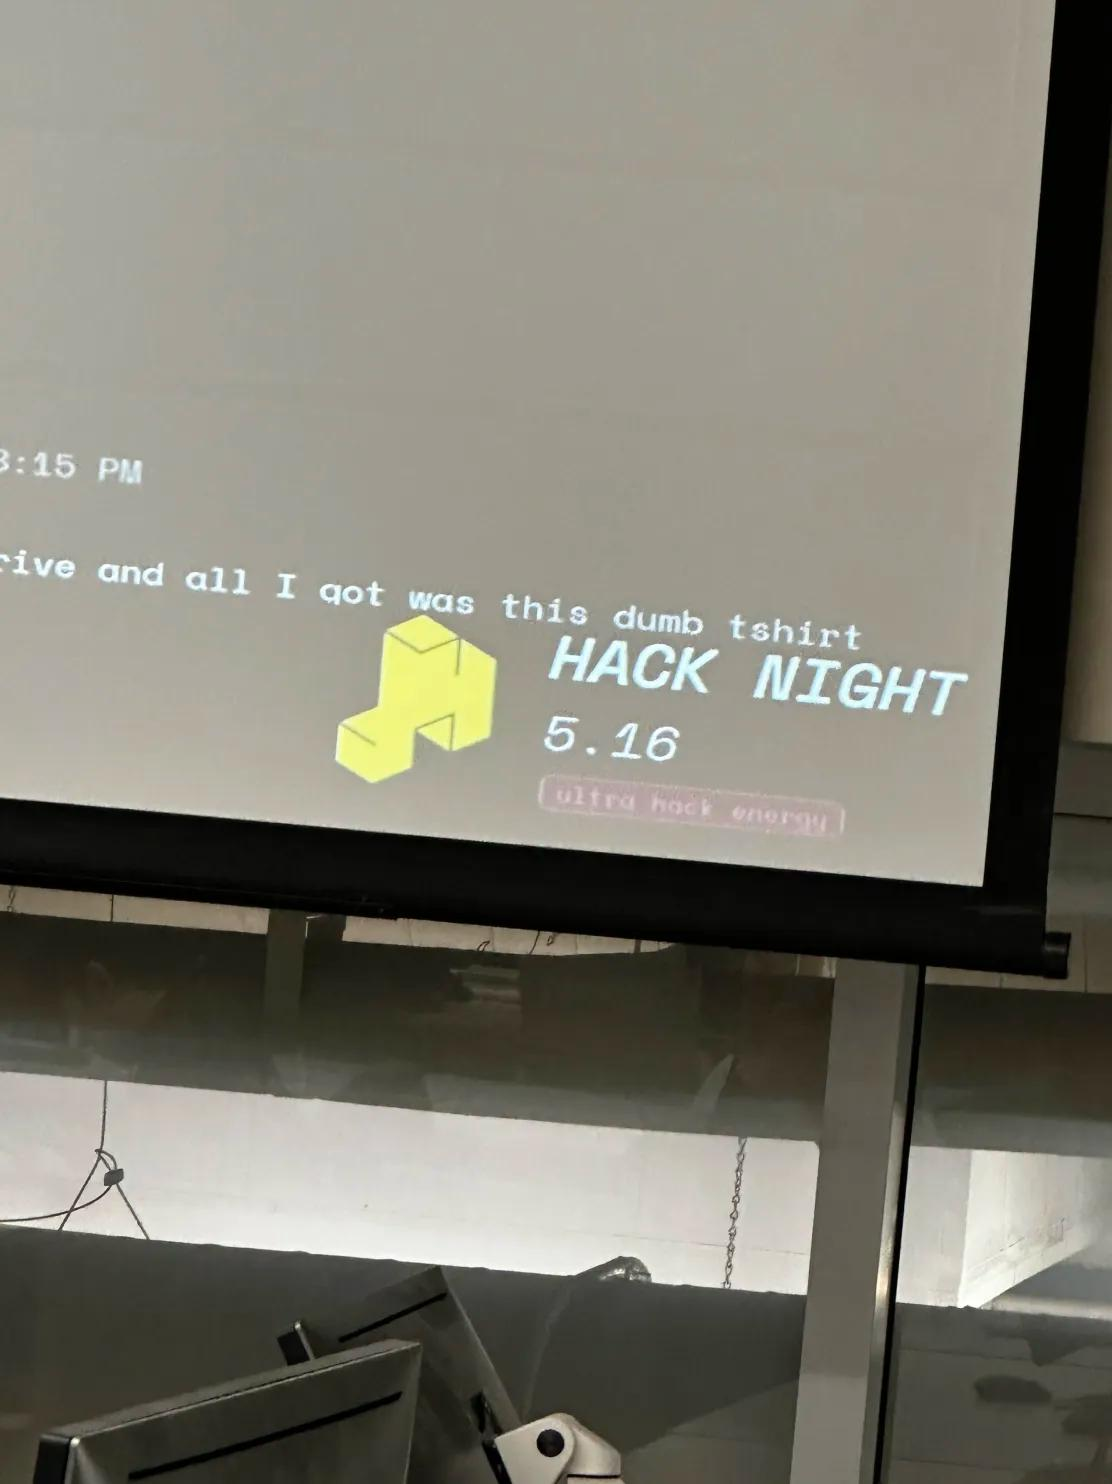 :15 PM
and all I got was this dumb tshirt
HACK NIGHT
5.16
ultra hack energy